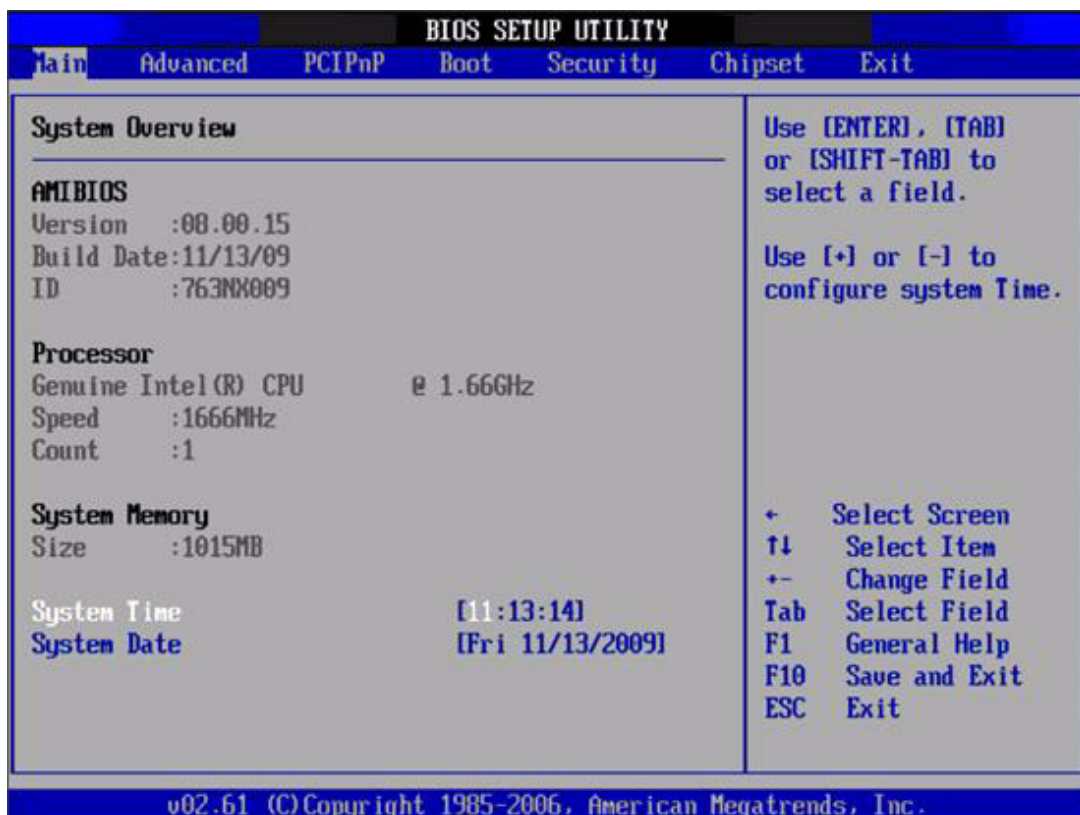 BIOS SETUP UTILITY
Main Advanced PCIPnP Boot Security Chipset Exit
System Overview
AMIBIOS
Version :08.00.15
Build Date:11/13/09
ID :763NX009
Processor
Genuine Intel(R) CPU @ 1.66GHz
Speed :1666MHz
Count :1
System Memory
Size :1015MB
System Time [11:13:14]
System Date [Fri 11/13/2009]
Use [ENTER], [TAB]
or [SHIFT-TAB] to
select a field.
Use [+] or [-] to
configure system Time.
← Select Screen
↑↓ Select Item
+- Change Field
Tab Select Field
F1 General Help
F10 Save and Exit
ESC Exit
v02.61 (C)Copyright 1985-2006, American Megatrends, Inc.